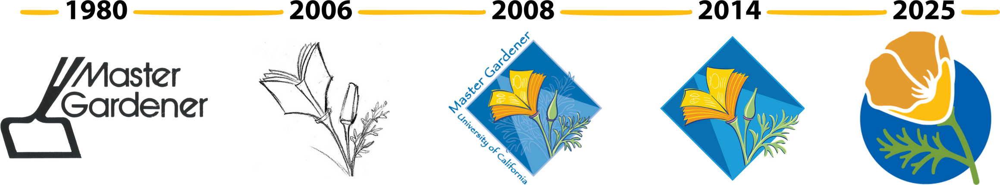 1980 2006 2008 2014 2025
Master
Gardener
Master Gardener
University of California